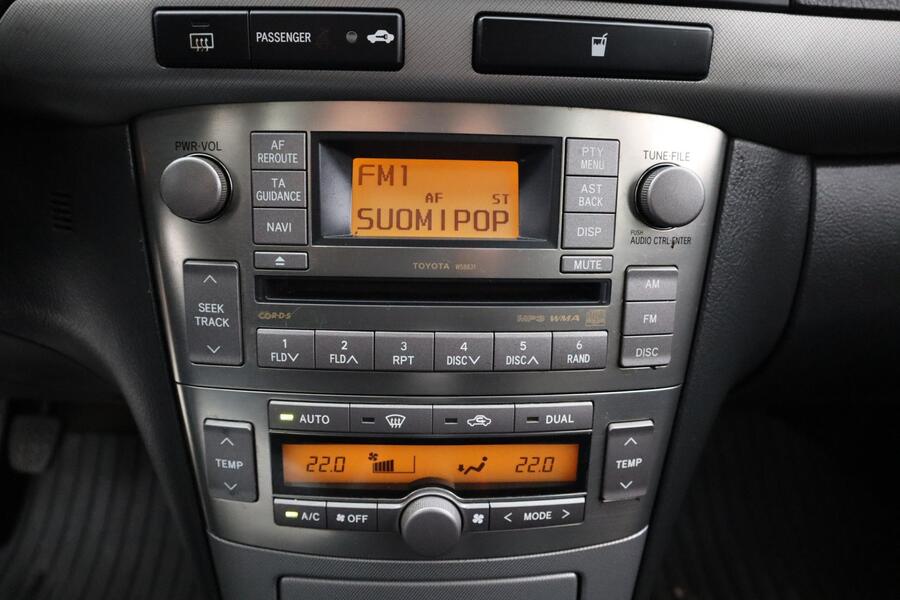 PASSENGER
PWR·VOL
AF
REROUTE
TA
GUIDANCE
NAVI
FM1
AF ST
SUOMIPOP
PTY
MENU
AST
BACK
DISP
TUNE·FILE
PUSH
AUDIO CTRL·ENTER
TOYOTA W58831
MUTE
SEEK
TRACK
MP3 WMA
AM
FM
DISC
1
FLD
2
FLD
3
RPT
4
DISC
5
DISC
6
RAND
AUTO
DUAL
TEMP
22.0
22.0
TEMP
A/C
OFF
< MODE >